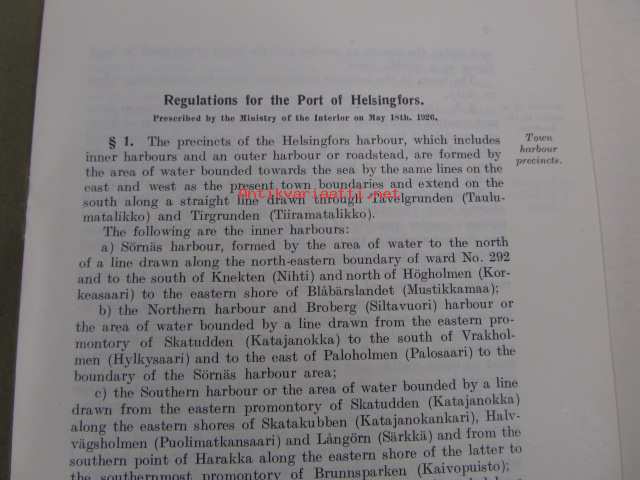 Regulations for the Port of Helsingfors.
Prescribed by the Ministry of the Interior on May 18th, 1926.
§ 1. The precincts of the Helsingfors harbour, which includes
inner harbours and an outer harbour or roadstead, are formed by
the area of water bounded towards the sea by the same lines on the
east and west as the present town boundaries and extend on the
south along a straight line drawn through Tavelgrunden (Taulu-
matalikko) and Tirgrunden (Tiiramatalikko).
Town
harbour
precincts.
Antikvariaatti.net
The following are the inner harbours:
a) Sörnäs harbour, formed by the area of water to the north
of a line drawn along the north-eastern boundary of ward No. 292
and to the south of Knekten (Nihti) and north of Högholmen (Kor-
keasaari) to the eastern shore of Blåbärslandet (Mustikkamaa);
b) the Northern harbour and Broberg (Siltavuori) harbour or
the area of water bounded by a line drawn from the eastern pro-
montory of Skatudden (Katajanokka) to the south of Vrakhol-
men (Hylkysaari) and to the east of Paloholmen (Palosaari) to the
boundary of the Sörnäs harbour area;
c) the Southern harbour or the area of water bounded by a line
drawn from the eastern promontory of Skatudden (Katajanokka)
along the eastern shores of Skatakubben (Katajanokankari), Halv-
vägsholmen (Puolimatkansaari) and Långörn (Särkkä) and from the
southern point of Harakka along the eastern shore of the latter to
the southernmost promontory of Brunnsparken (Kaivopuisto);